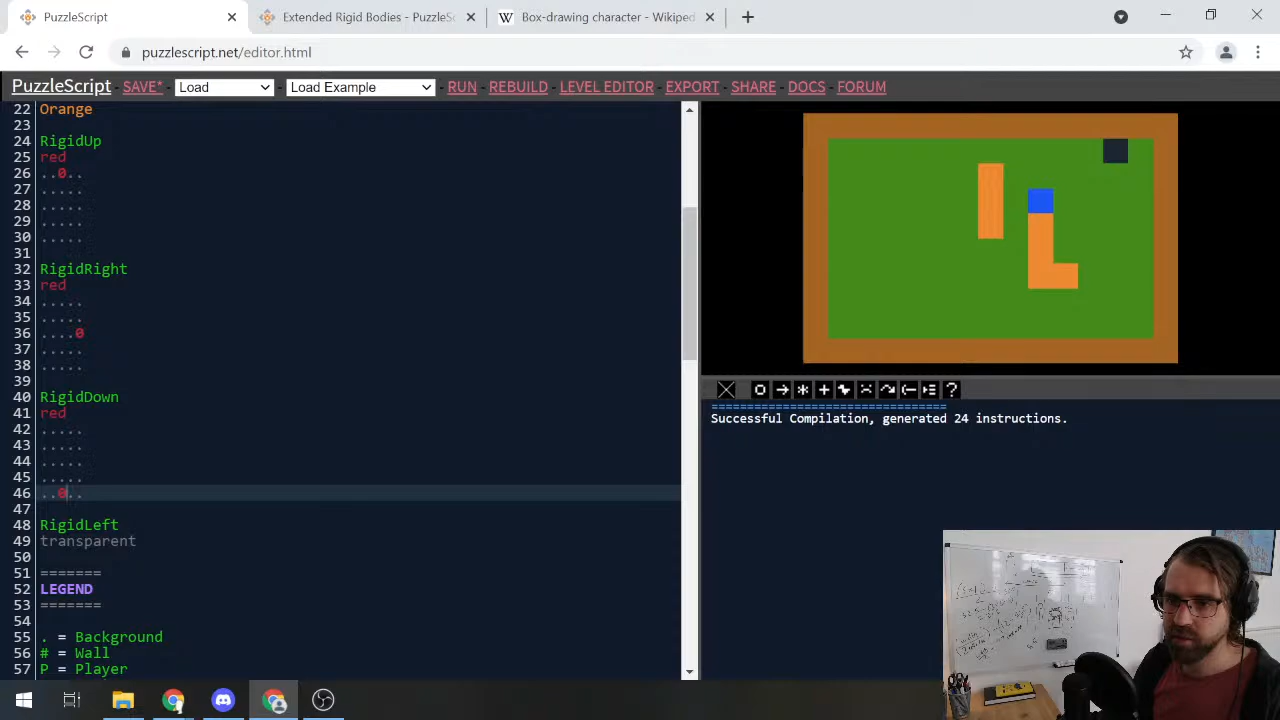 PuzzleScript
Extended Rigid Bodies - PuzzleSc
Box-drawing character - Wikiped
puzzlescript.net/editor.html
PuzzleScript - SAVE* - Load - Load Example - RUN - REBUILD - LEVEL EDITOR - EXPORT - SHARE - DOCS - FORUM
22 Orange
23
24 RigidUp
25 red
26 ..0..
27 .....
28 .....
29 .....
30 .....
31
32 RigidRight
33 red
34 .....
35 .....
36 ....0
37 .....
38 .....
39
40 RigidDown
41 red
42 .....
43 .....
44 .....
45 .....
46 ..0..
47
48 RigidLeft
49 transparent
50
51 =======
52 LEGEND
53 =======
54
55 . = Background
56 # = Wall
57 P = Player
=================================
Successful Compilation, generated 24 instructions.